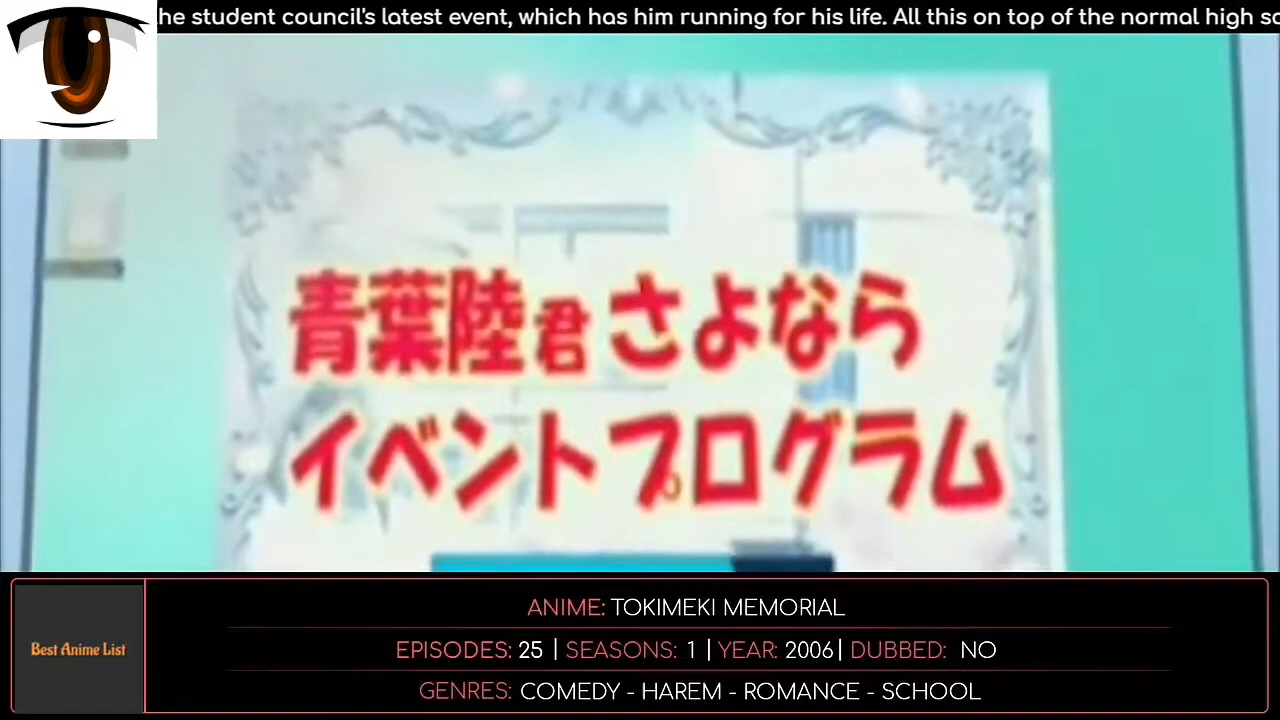 he student council's latest event, which has him running for his life. All this on top of the normal high sc
青葉陸君さよなら
イベントプログラム
Best Anime List
ANIME: TOKIMEKI MEMORIAL
EPISODES: 25 | SEASONS: 1 | YEAR: 2006| DUBBED: NO
GENRES: COMEDY - HAREM - ROMANCE - SCHOOL